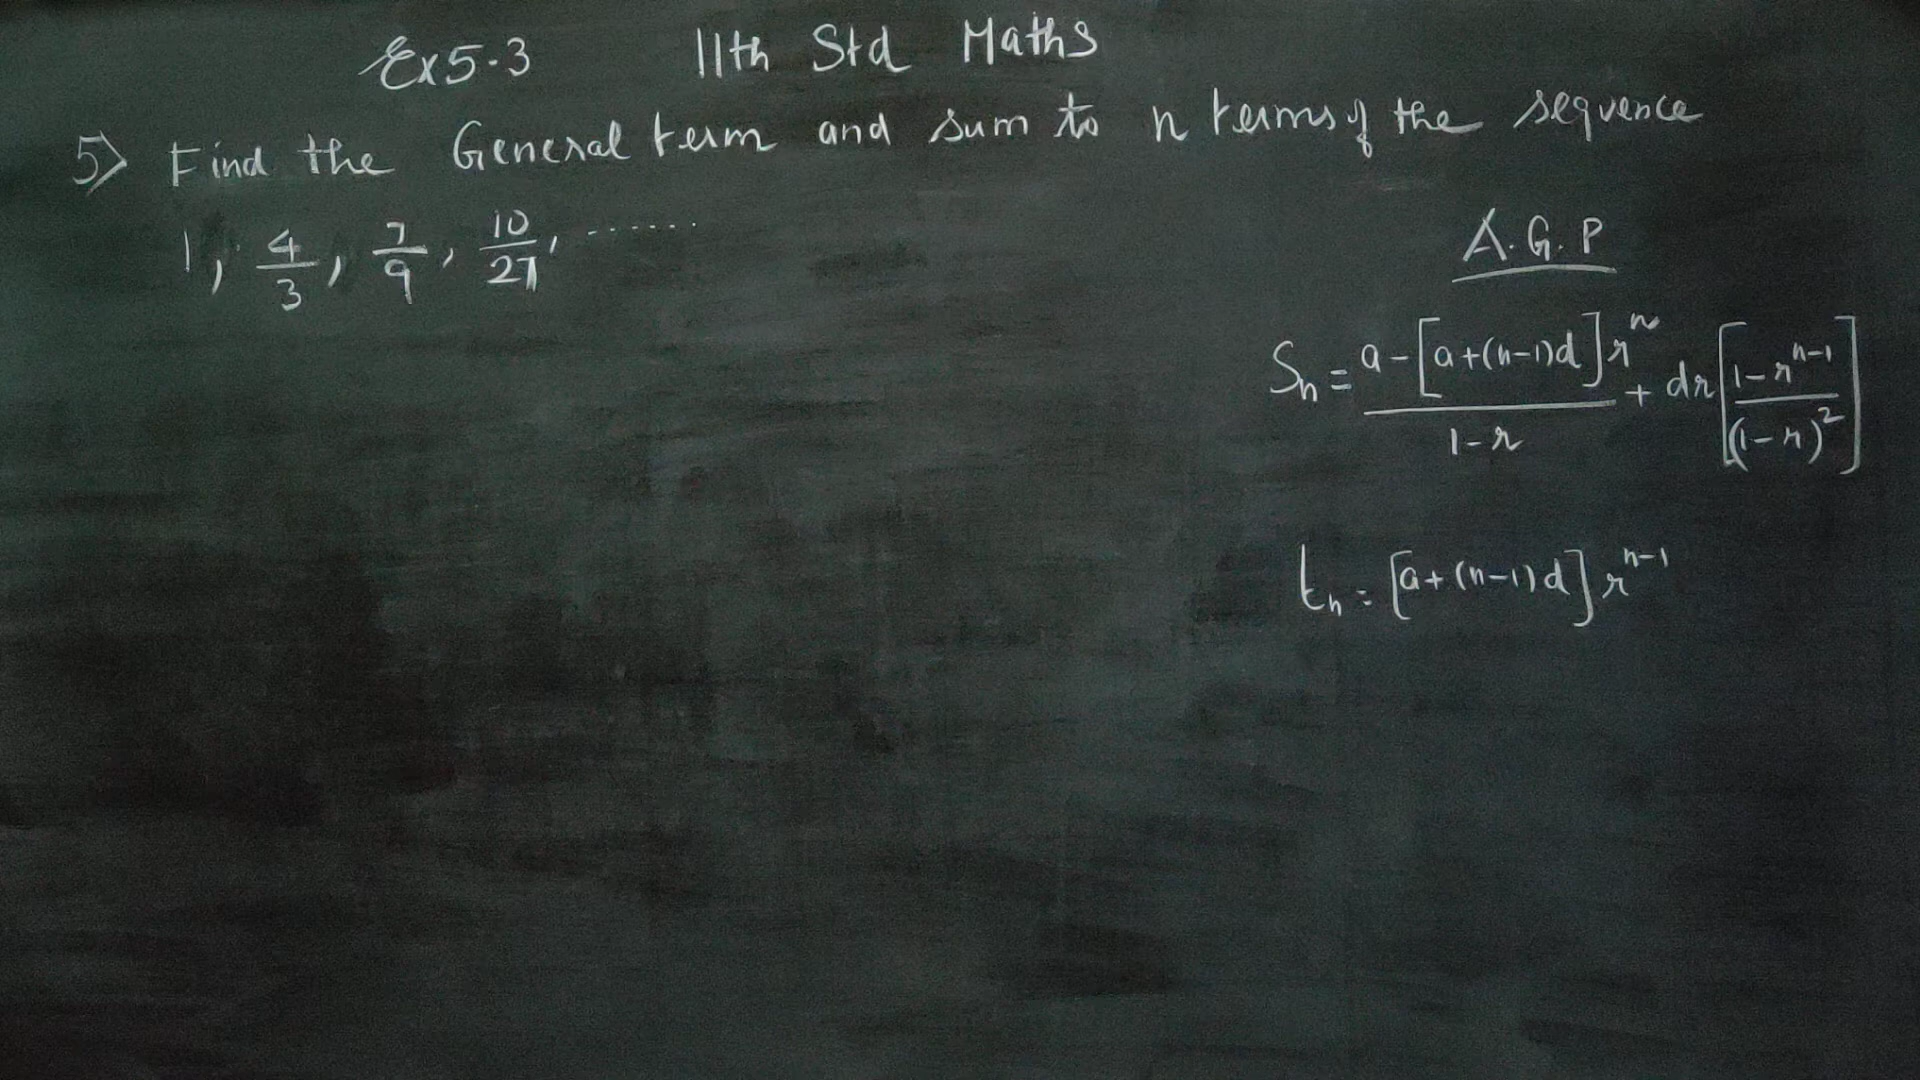 Ex 5.3 11th Std Maths
5) Find the General term and sum to n terms of the sequence
1, 4/3, 7/9, 10/27, .......
A.G.P
Sn = a - [a+(n-1)d]r^n / 1-r + dr[1-r^(n-1) / (1-r)^2]
tn = [a+(n-1)d] r^(n-1)